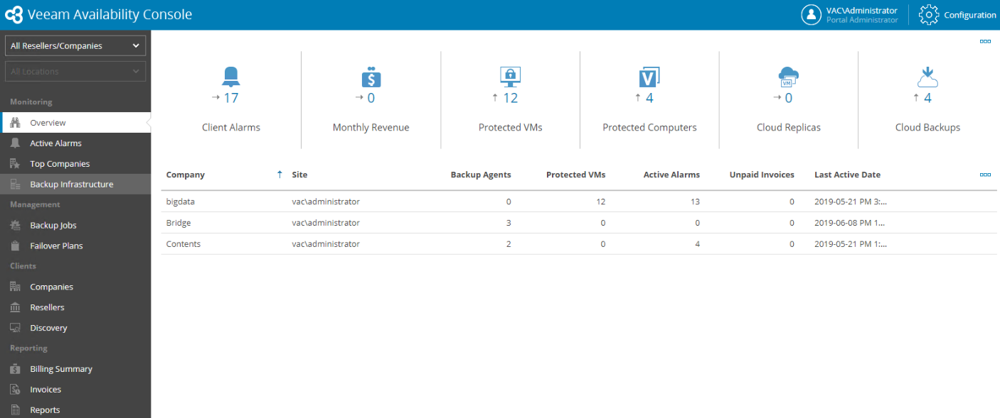 Veeam Availability Console
VAC\Administrator
Portal Administrator
Configuration
All Resellers/Companies
All Locations
Monitoring
Overview
Active Alarms
Top Companies
Backup Infrastructure
Management
Backup Jobs
Failover Plans
Clients
Companies
Resellers
Discovery
Reporting
Billing Summary
Invoices
Reports
→ 17
Client Alarms
→ 0
Monthly Revenue
↑ 12
Protected VMs
V
↑ 4
Protected Computers
VM
→ 0
Cloud Replicas
↑ 4
Cloud Backups
Company ↑ Site Backup Agents Protected VMs Active Alarms Unpaid Invoices Last Active Date
bigdata vac\administrator 0 12 13 0 2019-05-21 PM 3:...
Bridge vac\administrator 3 0 0 0 2019-06-08 PM 1...
Contents vac\administrator 2 0 4 0 2019-05-21 PM 1:...